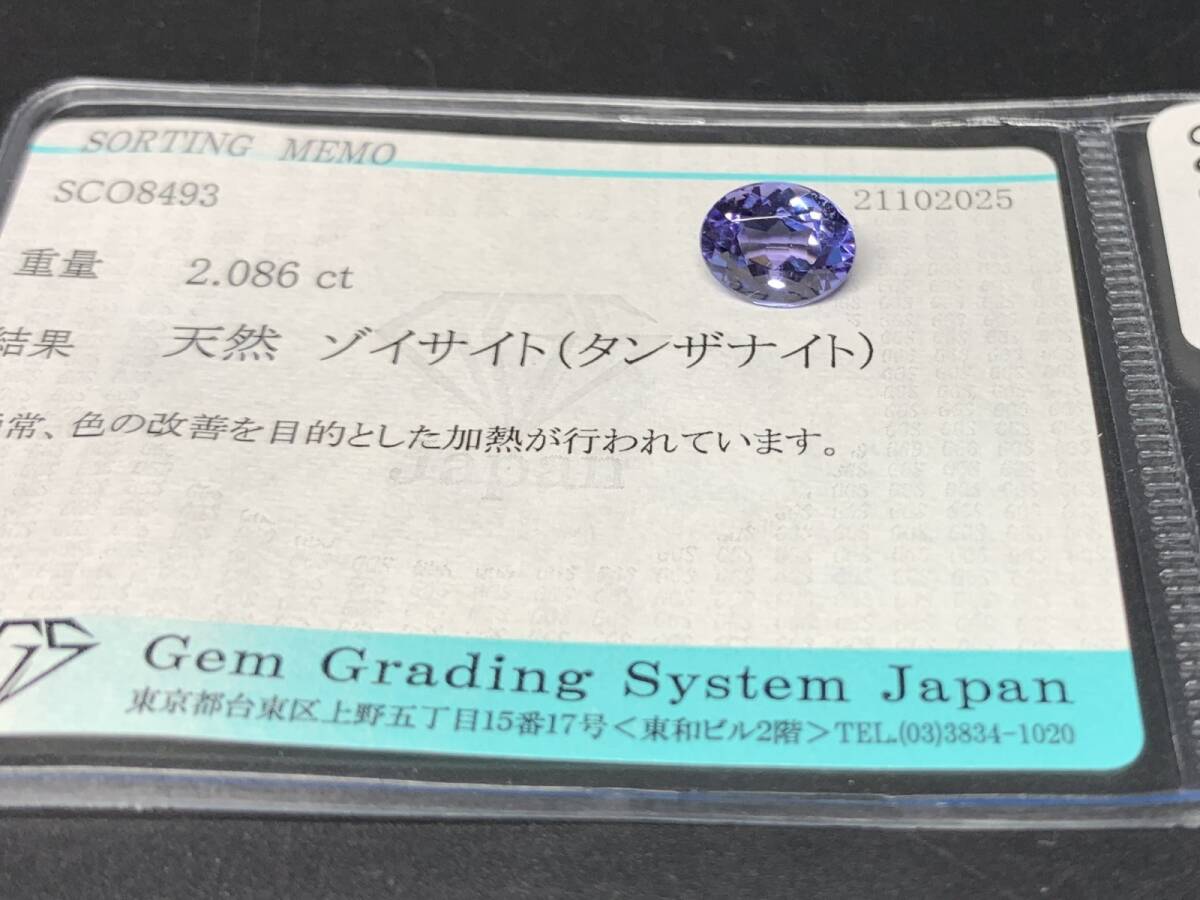 SORTING MEMO
SCO8493 21102025
重量 2.086 ct
結果 天然 ゾイサイト(タンザナイト)
常、色の改善を目的とした加熱が行われています。
Japan
GS
Gem Grading System Japan
東京都台東区上野五丁目15番17号<東和ビル2階>TEL.(03)3834-1020